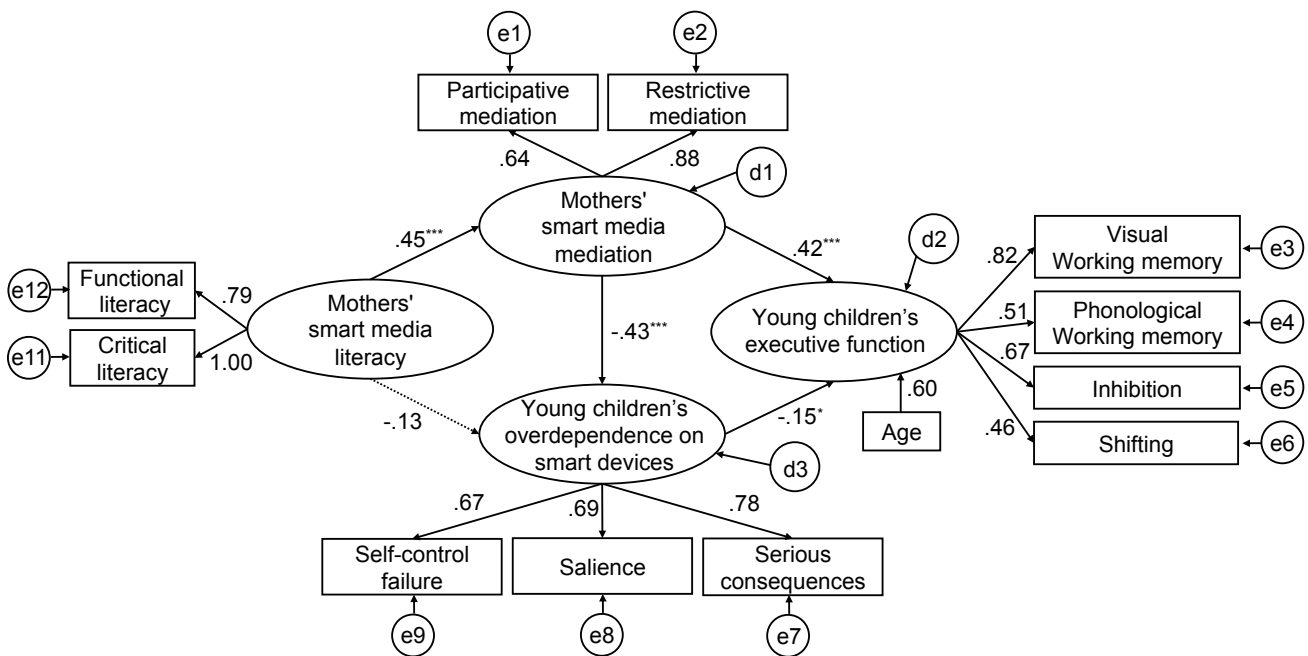 e1
e2
Participative
mediation
Restrictive
mediation
.64
.88
d1
Mothers'
smart media
mediation
.45***
.42***
d2
Visual
Working memory
e3
.82
e12
Functional
literacy
.79
Mothers'
smart media
literacy
-.43***
Young children’s
executive function
.51
Phonological
Working memory
e4
e11
Critical
literacy
1.00
.67
Inhibition
e5
-.13
Young children’s
overdependence on
smart devices
-.15*
.60
Age
.46
Shifting
e6
d3
.67
.69
.78
Self-control
failure
Salience
Serious
consequences
e9
e8
e7